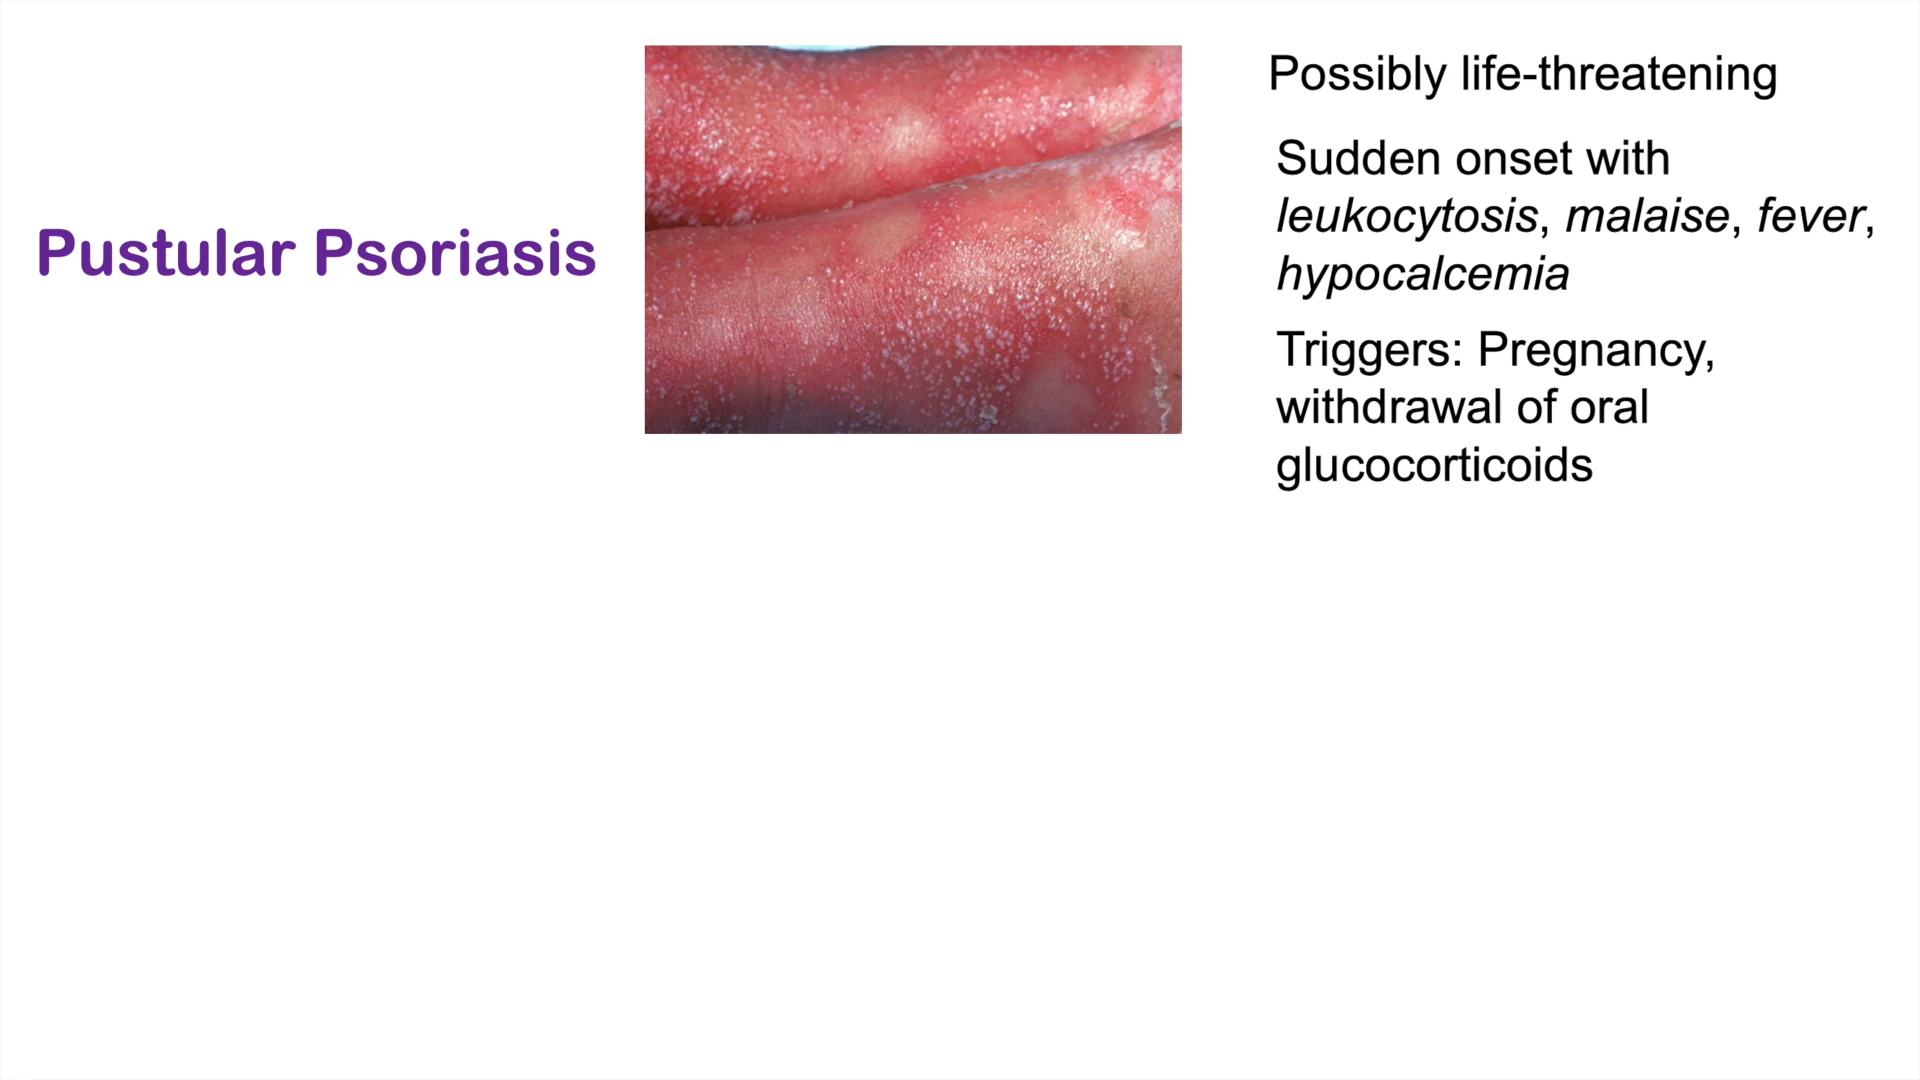 Pustular Psoriasis
Possibly life-threatening
Sudden onset with
leukocytosis, malaise, fever,
hypocalcemia
Triggers: Pregnancy,
withdrawal of oral
glucocorticoids